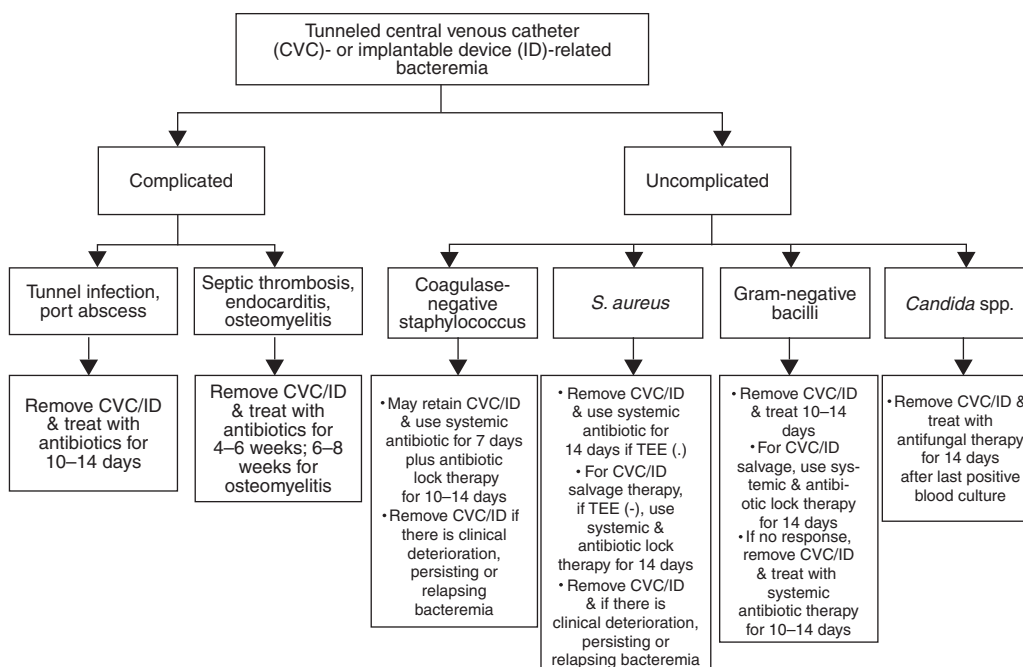 Tunneled central venous catheter
(CVC)- or implantable device (ID)-related
bacteremia
Complicated
Uncomplicated
Tunnel infection,
port abscess
Septic thrombosis,
endocarditis,
osteomyelitis
Coagulase-
negative
staphylococcus
S. aureus
Gram-negative
bacilli
Candida spp.
Remove CVC/ID
& treat with
antibiotics for
10–14 days
Remove CVC/ID
& treat with
antibiotics for
4–6 weeks; 6–8
weeks for
osteomyelitis
• May retain CVC/ID
& use systemic
antibiotic for 7 days
plus antibiotic
lock therapy
for 10–14 days
• Remove CVC/ID if
there is clinical
deterioration,
persisting or
relapsing
bacteremia
• Remove CVC/ID
& use systemic
antibiotic for
14 days if TEE (.)
• For CVC/ID
salvage therapy,
if TEE (-), use
systemic &
antibiotic lock
therapy for 14 days
• Remove CVC/ID
& if there is
clinical deterioration,
persisting or
relapsing bacteremia
• Remove CVC/ID
& treat 10–14
days
• For CVC/ID
salvage, use sys-
temic & antibi-
otic lock therapy
for 14 days
• If no response,
remove CVC/ID
& treat with
systemic
antibiotic therapy
for 10–14 days
• Remove CVC/ID &
treat with
antifungal therapy
for 14 days
after last positive
blood culture